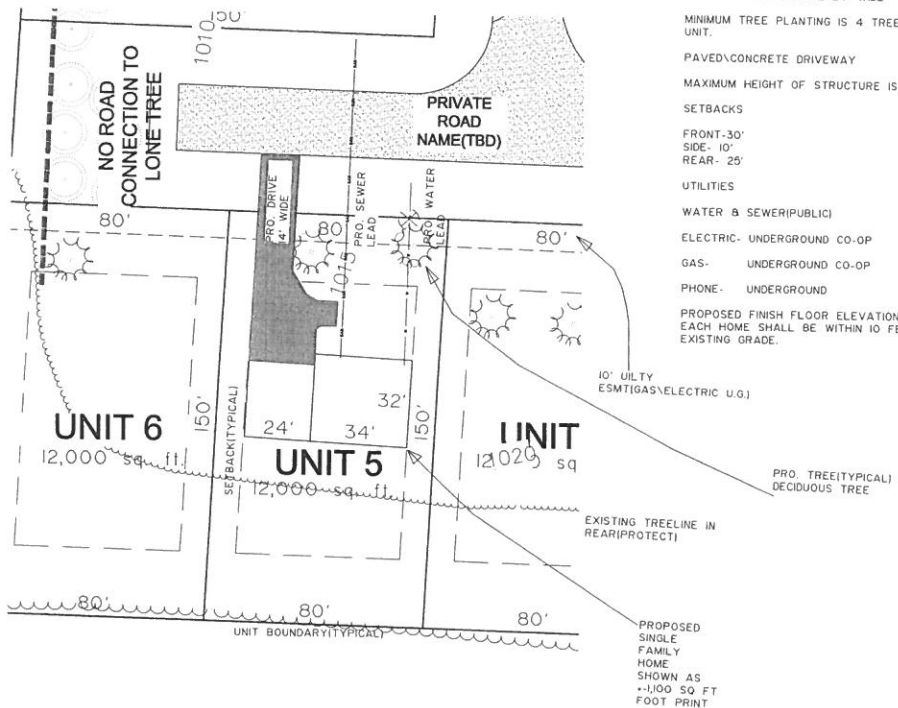 MINIMUM TREE PLANTING IS 4 TREE
UNIT.
PAVED\CONCRETE DRIVEWAY
MAXIMUM HEIGHT OF STRUCTURE IS
SETBACKS
FRONT-30'
SIDE- 10'
REAR- 25'
UTILITIES
WATER & SEWER(PUBLIC)
ELECTRIC- UNDERGROUND CO-OP
GAS- UNDERGROUND CO-OP
PHONE- UNDERGROUND
PROPOSED FINISH FLOOR ELEVATION
EACH HOME SHALL BE WITHIN 10 FE
EXISTING GRADE.
150'
1010
NO ROAD
CONNECTION TO
LONE TREE
PRIVATE
ROAD
NAME(TBD)
PRO. DRIVE
4' WIDE
PRO. SEWER
LEAD
PRO. WATER
LEAD
80'
80'
80'
1015
10' UILTY
ESMT(GAS\ELECTRIC U.G.)
UNIT 6
12,000 sq ft.
150'
SETBACK(TYPICAL)
24'
34'
32'
150'
UNIT 5
12,000 sq ft
UNIT
1020
PRO. TREE(TYPICAL)
DECIDUOUS TREE
EXISTING TREELINE IN
REAR(PROTECT)
80'
80'
80'
UNIT BOUNDARY(TYPICAL)
PROPOSED
SINGLE
FAMILY
HOME
SHOWN AS
+-1,100 SQ FT
FOOT PRINT